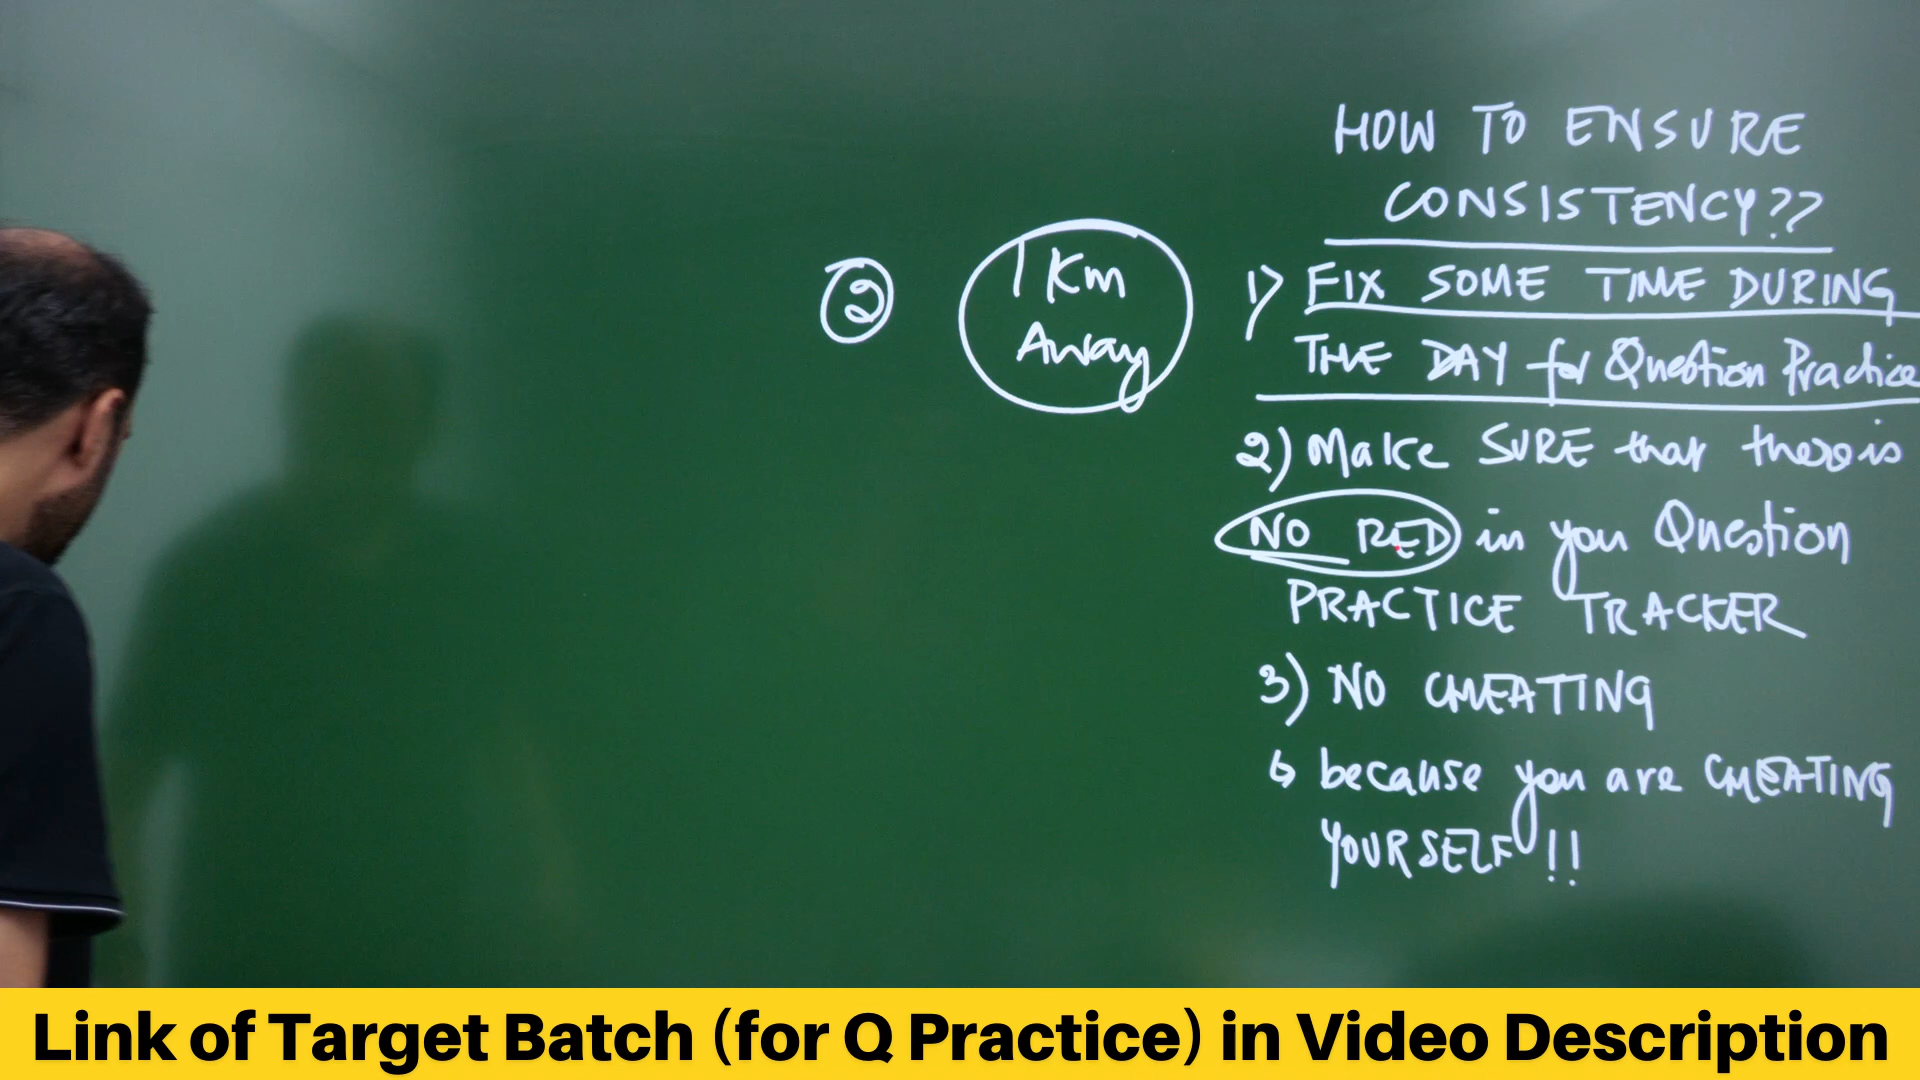 HOW TO ENSURE
CONSISTENCY??
2
1 Km
Away
1) FIX SOME TIME DURING
THE DAY for Question Practice
2) Make SURE that there is
NO RED in you Question
PRACTICE TRACKER
3) NO CHEATING
↳ because you are CHEATING
YOURSELF!!
Link of Target Batch (for Q Practice) in Video Description